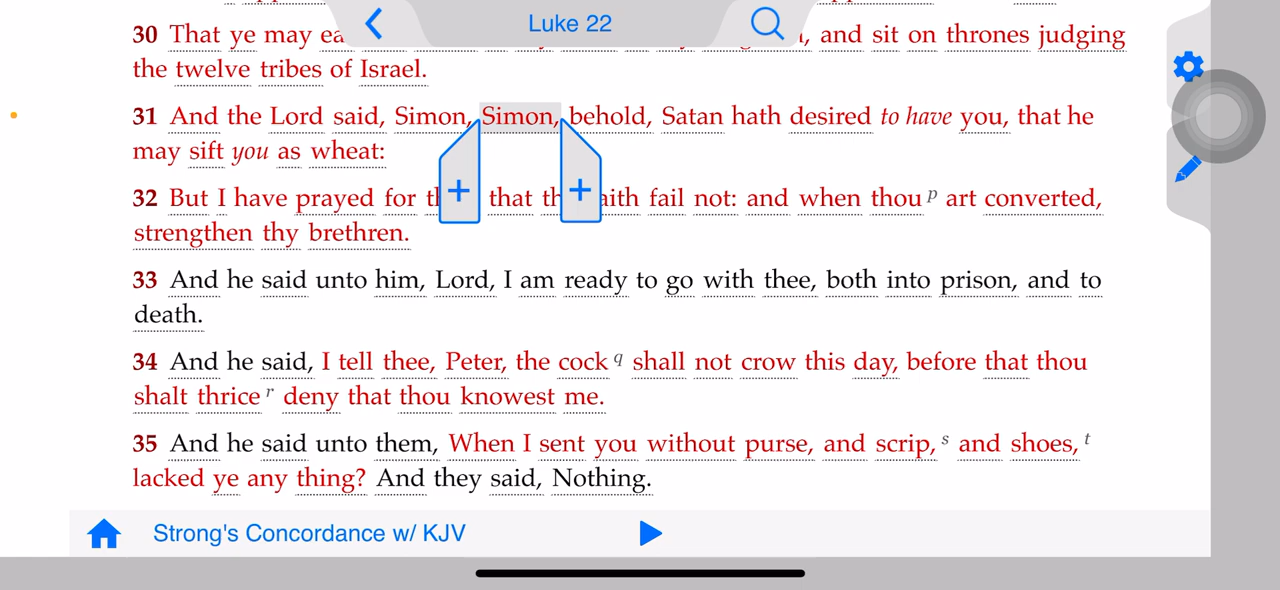 Luke 22
30 That ye may and sit on thrones judging
the twelve tribes of Israel.
31 And the Lord said, Simon, Simon, behold, Satan hath desired to have you, that he
may sift you as wheat:
32 But I have prayed for that faith fail not: and when thou p art converted,
strengthen thy brethren.
33 And he said unto him, Lord, I am ready to go with thee, both into prison, and to
death.
34 And he said, I tell thee, Peter, the cock q shall not crow this day, before that thou
shalt thrice r deny that thou knowest me.
35 And he said unto them, When I sent you without purse, and scrip, s and shoes, t
lacked ye any thing? And they said, Nothing.
Strong's Concordance w/ KJV